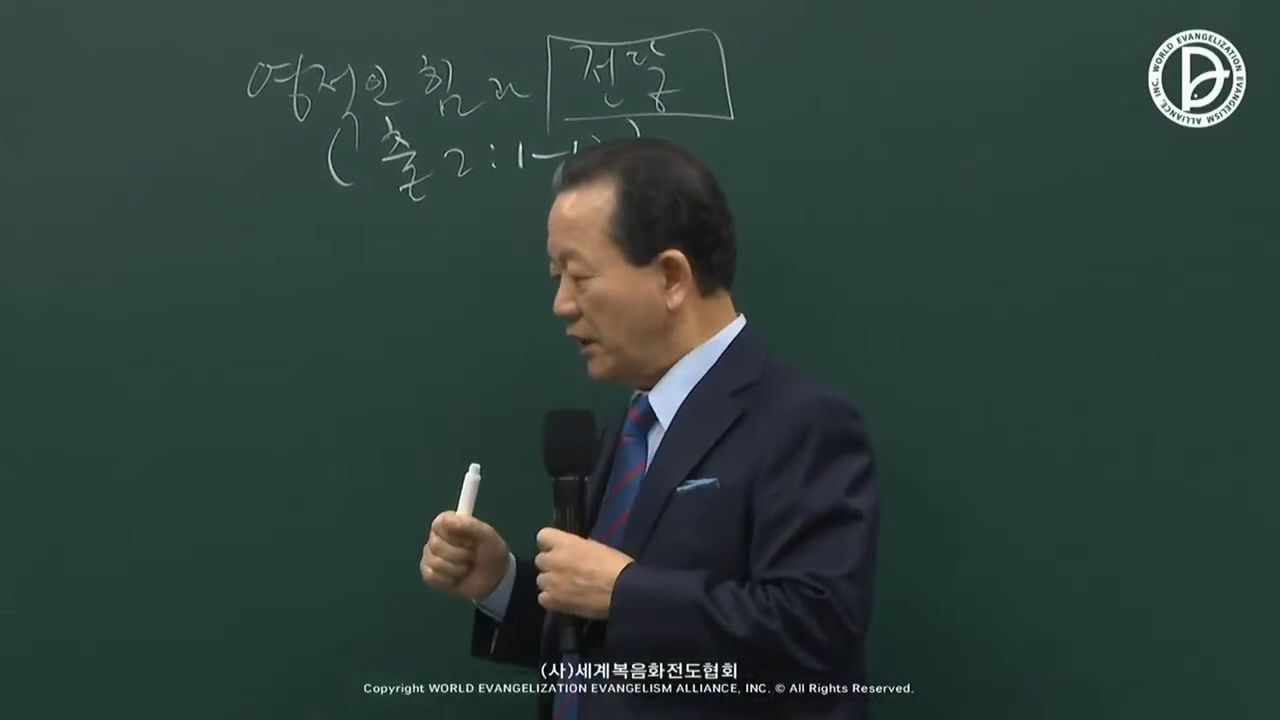 영적인 힘과 전달
(출 2:1-
WORLD EVANGELIZATION EVANGELISM ALLIANCE, INC.
(사)세계복음화전도협회
Copyright WORLD EVANGELIZATION EVANGELISM ALLIANCE, INC. © All Rights Reserved.